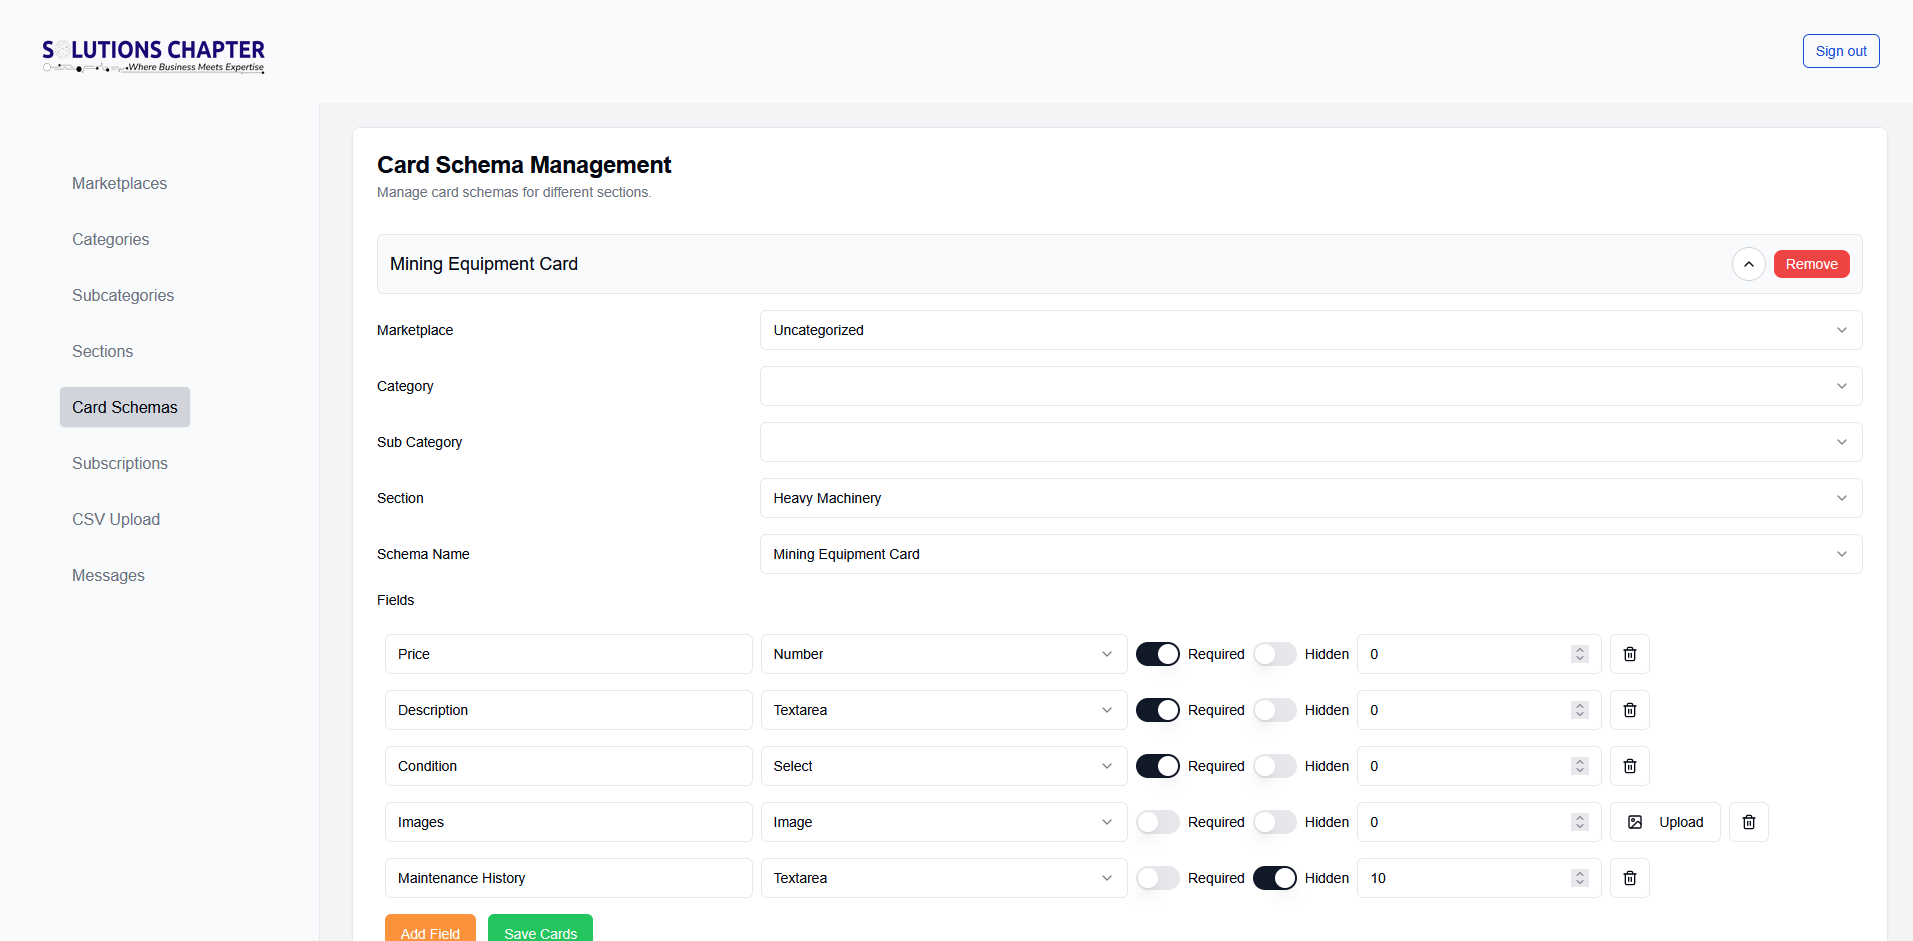 SOLUTIONS CHAPTER
Where Business Meets Expertise
Sign out
Marketplaces
Categories
Subcategories
Sections
Card Schemas
Subscriptions
CSV Upload
Messages
Card Schema Management
Manage card schemas for different sections.
Mining Equipment Card
Remove
Marketplace Uncategorized
Category
Sub Category
Section Heavy Machinery
Schema Name Mining Equipment Card
Fields
Price Number Required Hidden 0
Description Textarea Required Hidden 0
Condition Select Required Hidden 0
Images Image Required Hidden 0 Upload
Maintenance History Textarea Required Hidden 10
Add Field Save Cards